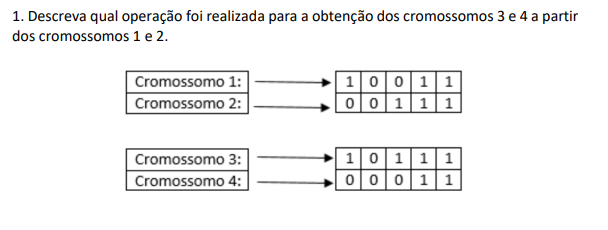 1. Descreva qual operação foi realizada para a obtenção dos cromossomos 3 e 4 a partir
dos cromossomos 1 e 2.
Cromossomo 1: 1 0 0 1 1
Cromossomo 2: 0 0 1 1 1
Cromossomo 3: 1 0 1 1 1
Cromossomo 4: 0 0 0 1 1